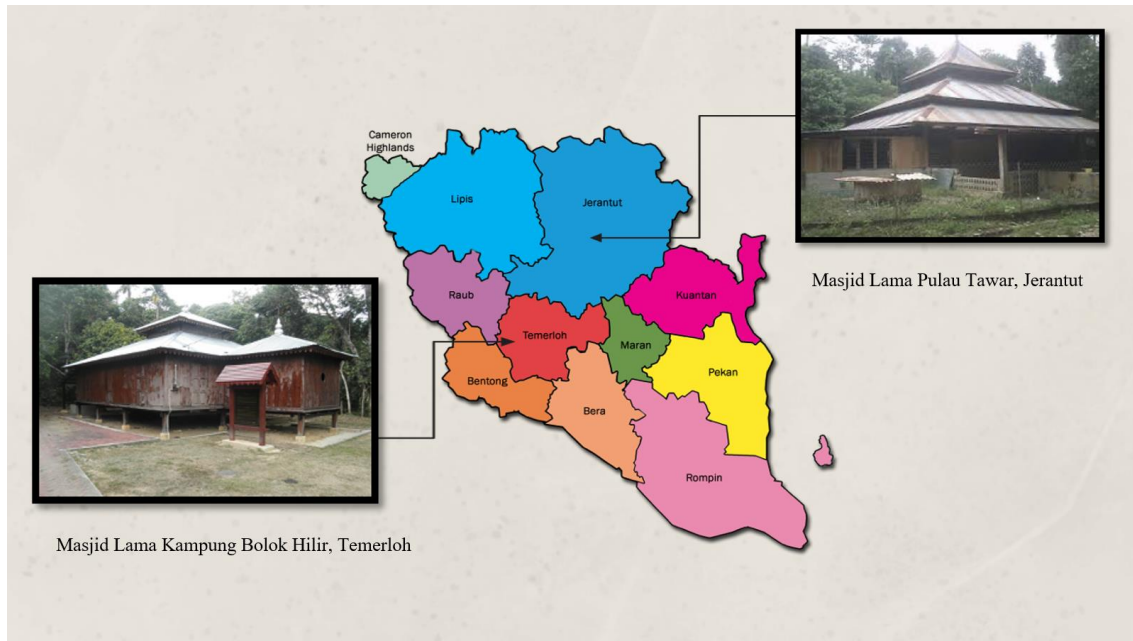 Cameron
Highlands
Lipis
Jerantut
Masjid Lama Pulau Tawar, Jerantut
Raub
Kuantan
Temerloh
Maran
Pekan
Bentong
Bera
Rompin
Masjid Lama Kampung Bolok Hilir, Temerloh